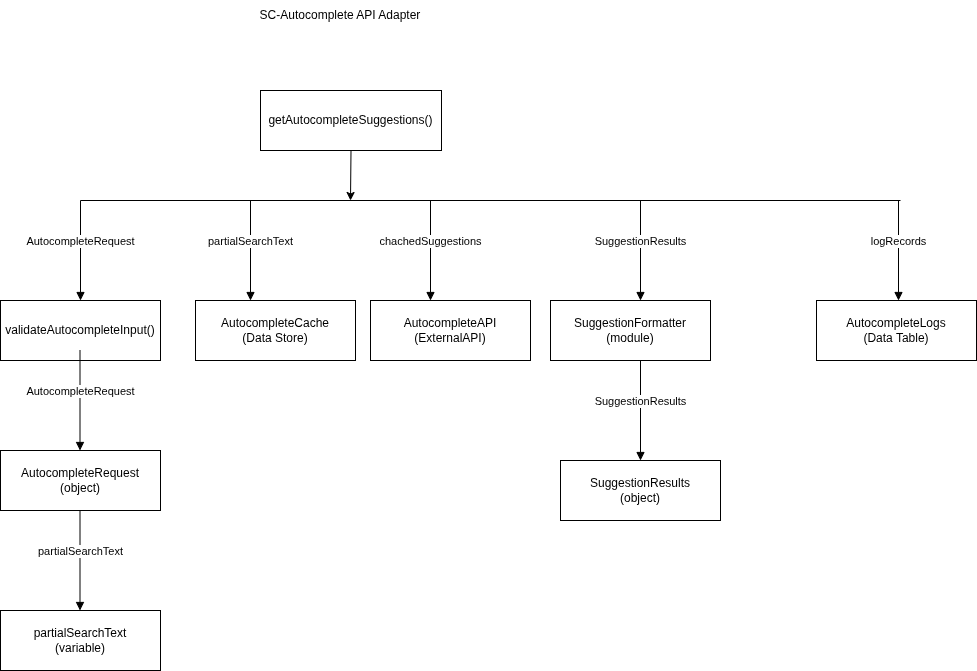 SC-Autocomplete API Adapter
getAutocompleteSuggestions()
AutocompleteRequest
partialSearchText
chachedSuggestions
SuggestionResults
logRecords
validateAutocompleteInput()
AutocompleteCache
(Data Store)
AutocompleteAPI
(ExternalAPI)
SuggestionFormatter
(module)
AutocompleteLogs
(Data Table)
AutocompleteRequest
SuggestionResults
AutocompleteRequest
(object)
SuggestionResults
(object)
partialSearchText
partialSearchText
(variable)